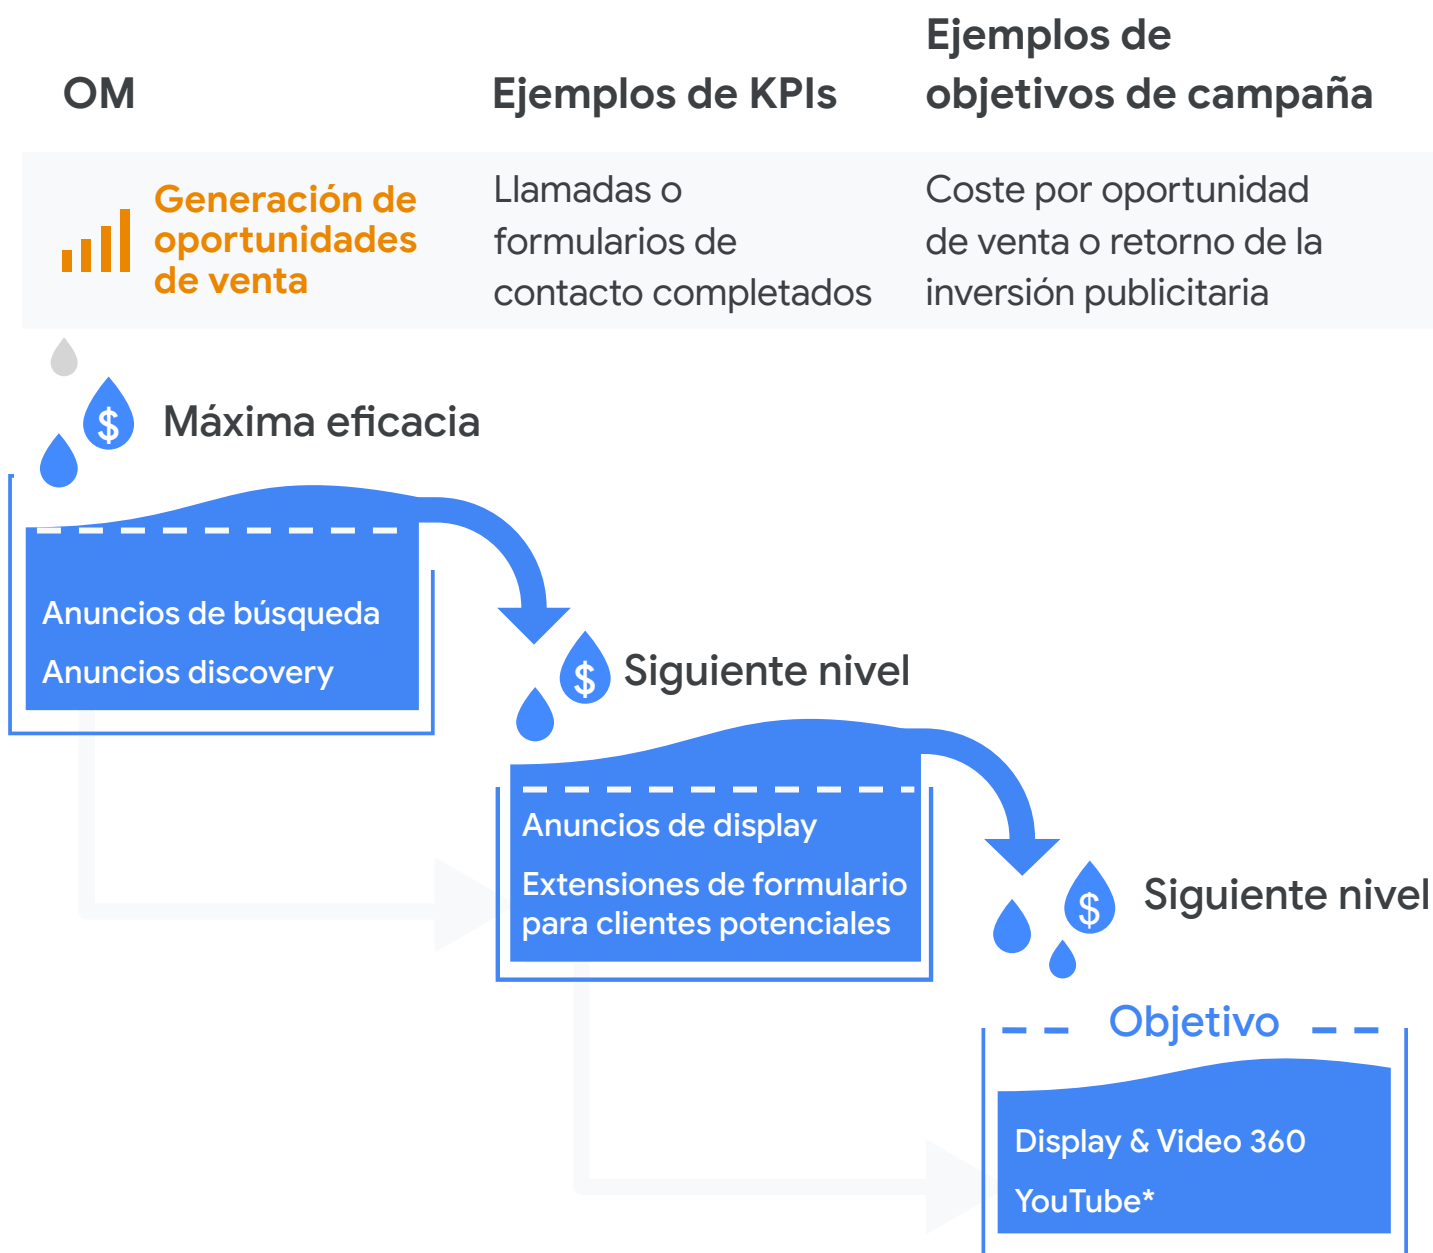 OM
Ejemplos de KPIs
Ejemplos de
objetivos de campaña
Generación de
oportunidades
de venta
Llamadas o
formularios de
contacto completados
Coste por oportunidad
de venta o retorno de la
inversión publicitaria
$
Máxima eficacia
Anuncios de búsqueda
Anuncios discovery
$
Siguiente nivel
Anuncios de display
Extensiones de formulario
para clientes potenciales
$
Siguiente nivel
Objetivo
Display & Video 360
YouTube*